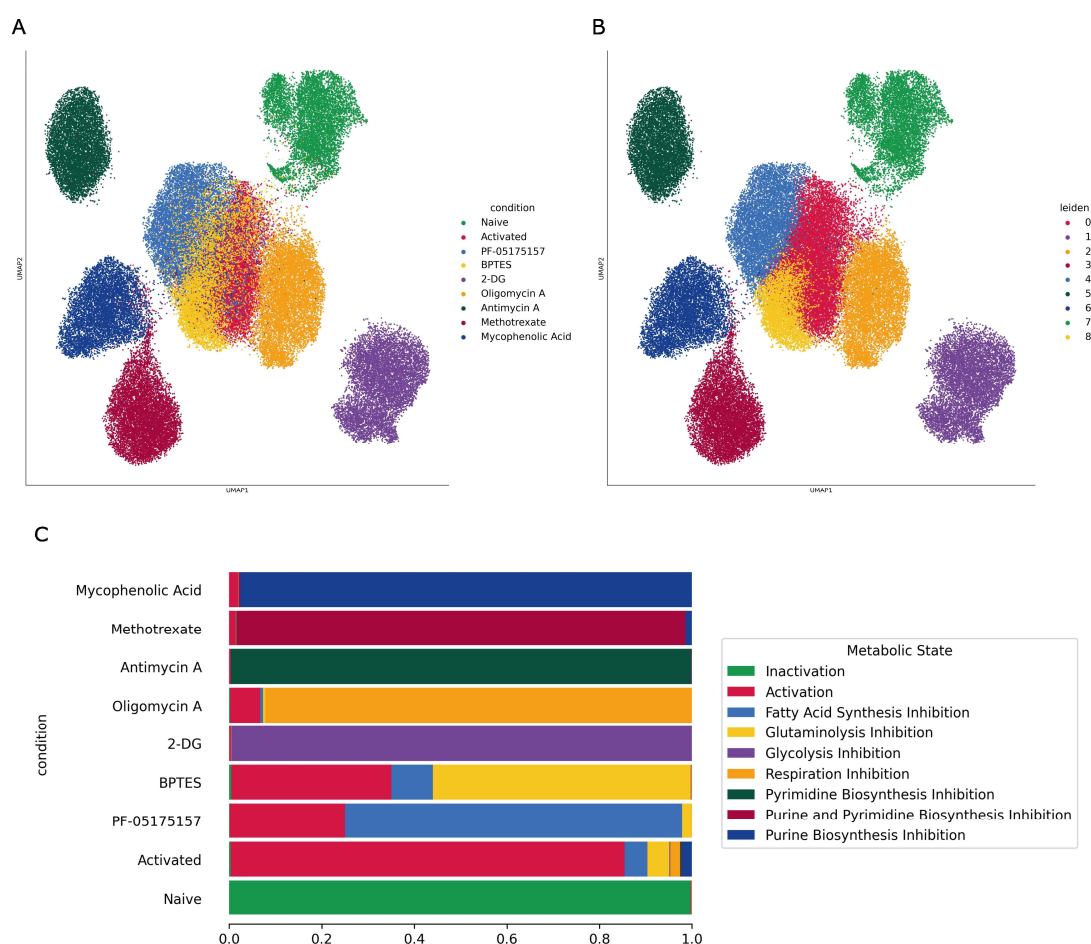 A
B
UMAP2
UMAP1
condition
Naive
Activated
PF-05175157
BPTES
2-DG
Oligomycin A
Antimycin A
Methotrexate
Mycophenolic Acid
UMAP2
UMAP1
leiden
0
1
2
3
4
5
6
7
8
C
condition
Mycophenolic Acid
Methotrexate
Antimycin A
Oligomycin A
2-DG
BPTES
PF-05175157
Activated
Naive
0.0 0.2 0.4 0.6 0.8 1.0
Metabolic State
Inactivation
Activation
Fatty Acid Synthesis Inhibition
Glutaminolysis Inhibition
Glycolysis Inhibition
Respiration Inhibition
Pyrimidine Biosynthesis Inhibition
Purine and Pyrimidine Biosynthesis Inhibition
Purine Biosynthesis Inhibition